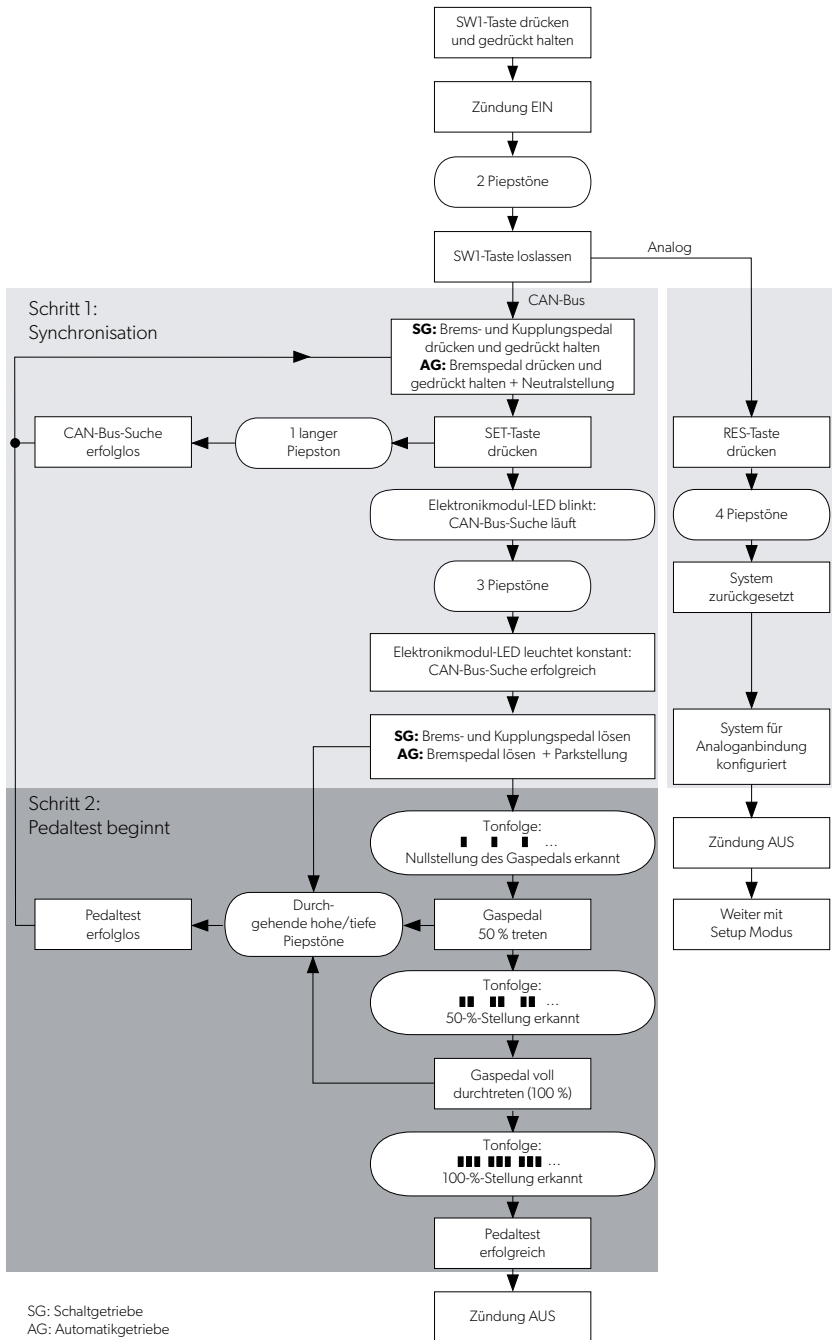 SW1-Taste drücken
und gedrückt halten
Zündung EIN
2 Piepstöne
SW1-Taste loslassen
Analog
CAN-Bus
Schritt 1:
Synchronisation
SG: Brems- und Kupplungspedal
drücken und gedrückt halten
AG: Bremspedal drücken und
gedrückt halten + Neutralstellung
CAN-Bus-Suche
erfolglos
1 langer
Piepston
SET-Taste
drücken
RES-Taste
drücken
Elektronikmodul-LED blinkt:
CAN-Bus-Suche läuft
4 Piepstöne
3 Piepstöne
System
zurückgesetzt
Elektronikmodul-LED leuchtet konstant:
CAN-Bus-Suche erfolgreich
SG: Brems- und Kupplungspedal lösen
AG: Bremspedal lösen + Parkstellung
System für
Analoganbindung
konfiguriert
Schritt 2:
Pedaltest beginnt
Tonfolge:
...
Nullstellung des Gaspedals erkannt
Zündung AUS
Pedaltest
erfolglos
Durch-
gehende hohe/tiefe
Piepstöne
Gaspedal
50 % treten
Weiter mit
Setup Modus
Tonfolge:
...
50-%-Stellung erkannt
Gaspedal voll
durchtreten (100 %)
Tonfolge:
...
100-%-Stellung erkannt
Pedaltest
erfolgreich
Zündung AUS
SG: Schaltgetriebe
AG: Automatikgetriebe